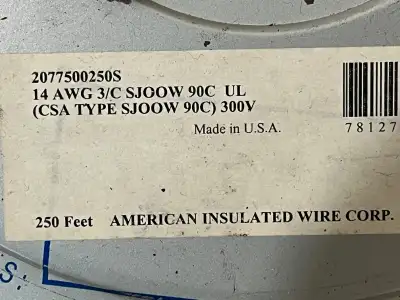 2077500250S
14 AWG 3/C SJOOW 90C UL
(CSA TYPE SJOOW 90C) 300V
Made in U.S.A.
78127
250 Feet AMERICAN INSULATED WIRE CORP.
S: